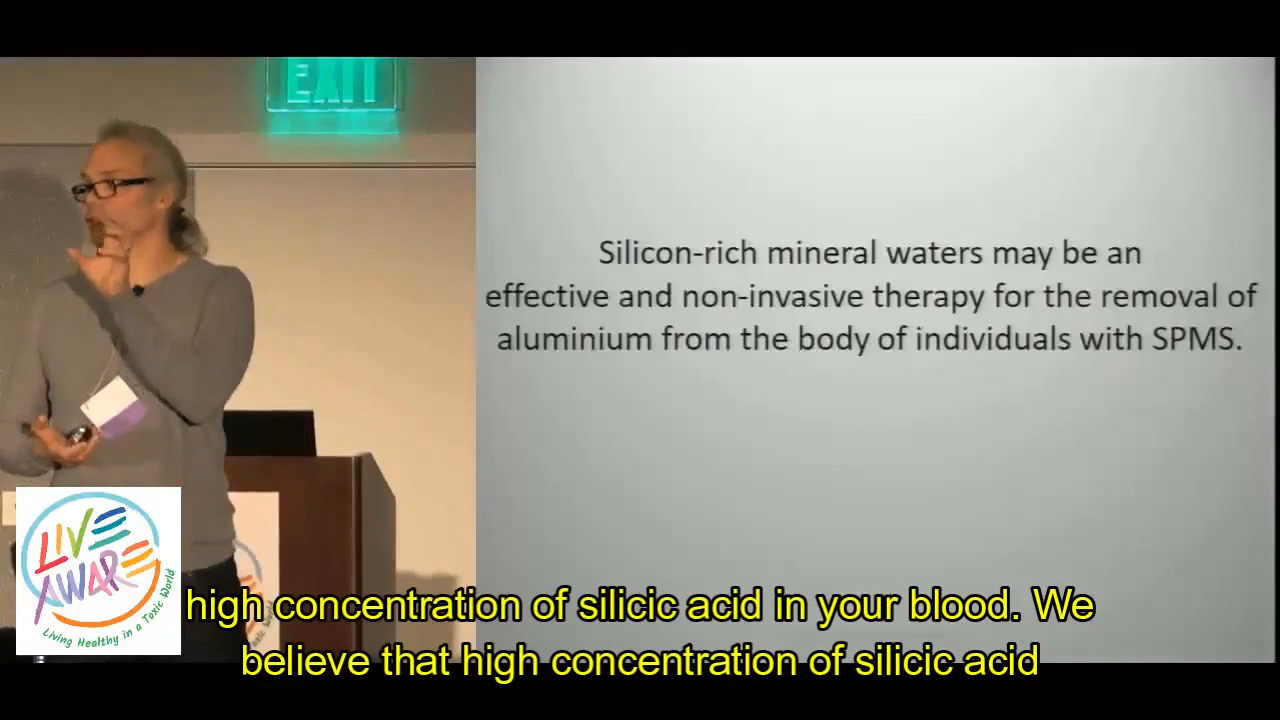 EXIT
Silicon-rich mineral waters may be an
effective and non-invasive therapy for the removal of
aluminium from the body of individuals with SPMS.
LIVE
AWARE
Living Healthy in a Toxic World
high concentration of silicic acid in your blood. We
believe that high concentration of silicic acid